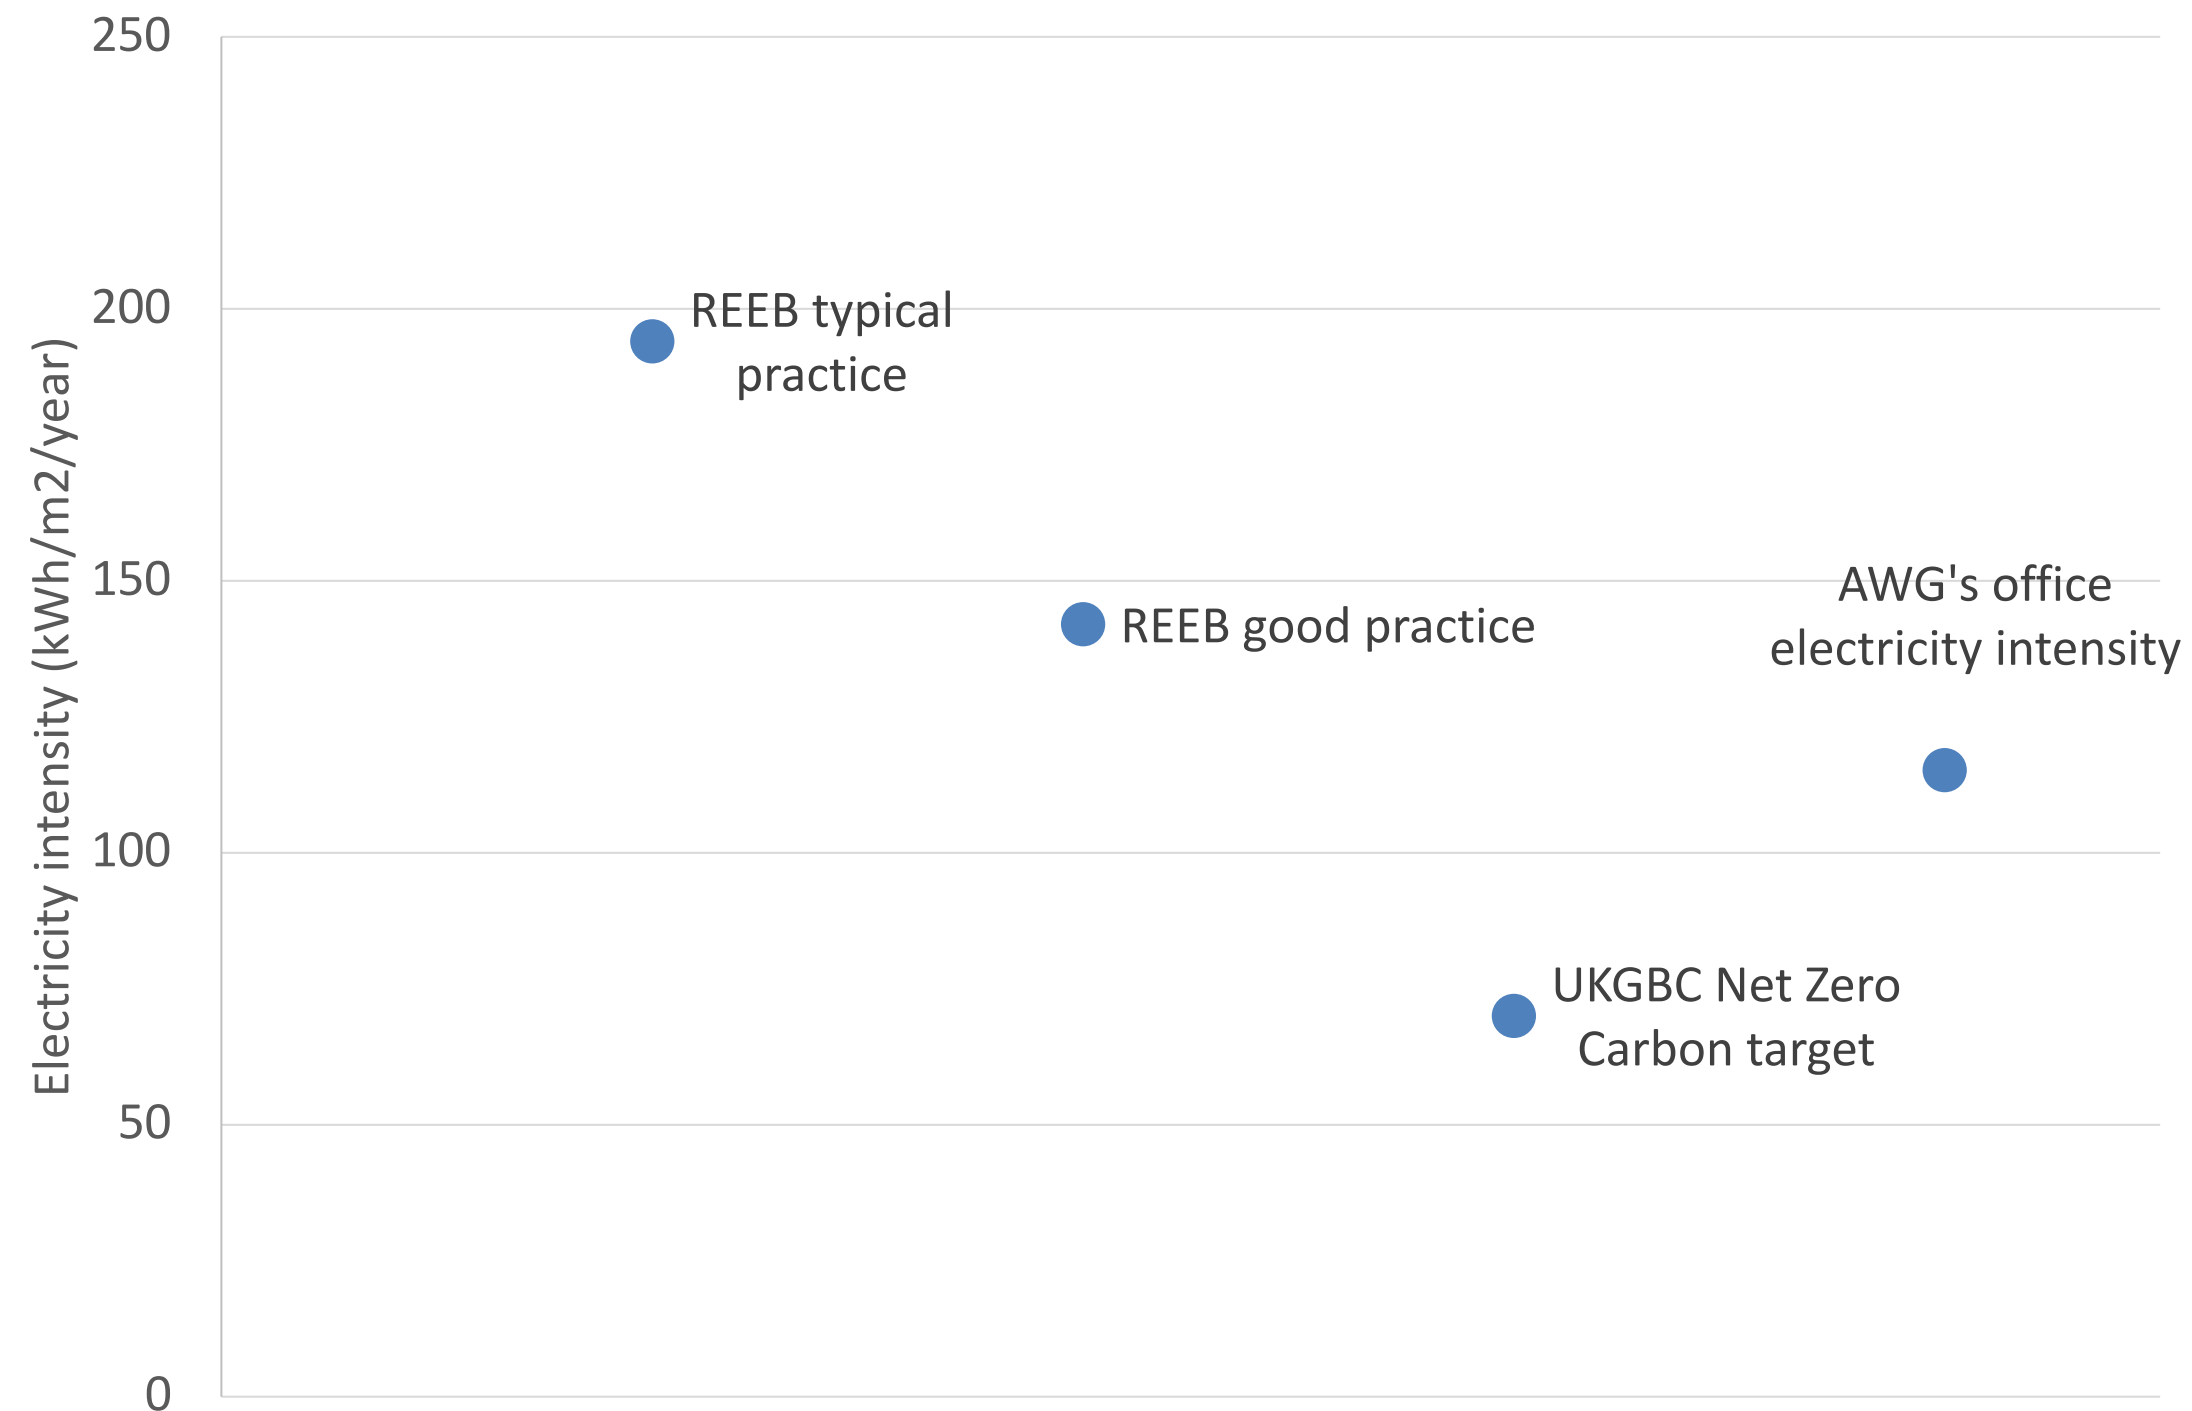 250
200
150
100
50
0
Electricity intensity (kWh/m2/year)
REEB typical
practice
REEB good practice
AWG's office
electricity intensity
UKGBC Net Zero
Carbon target